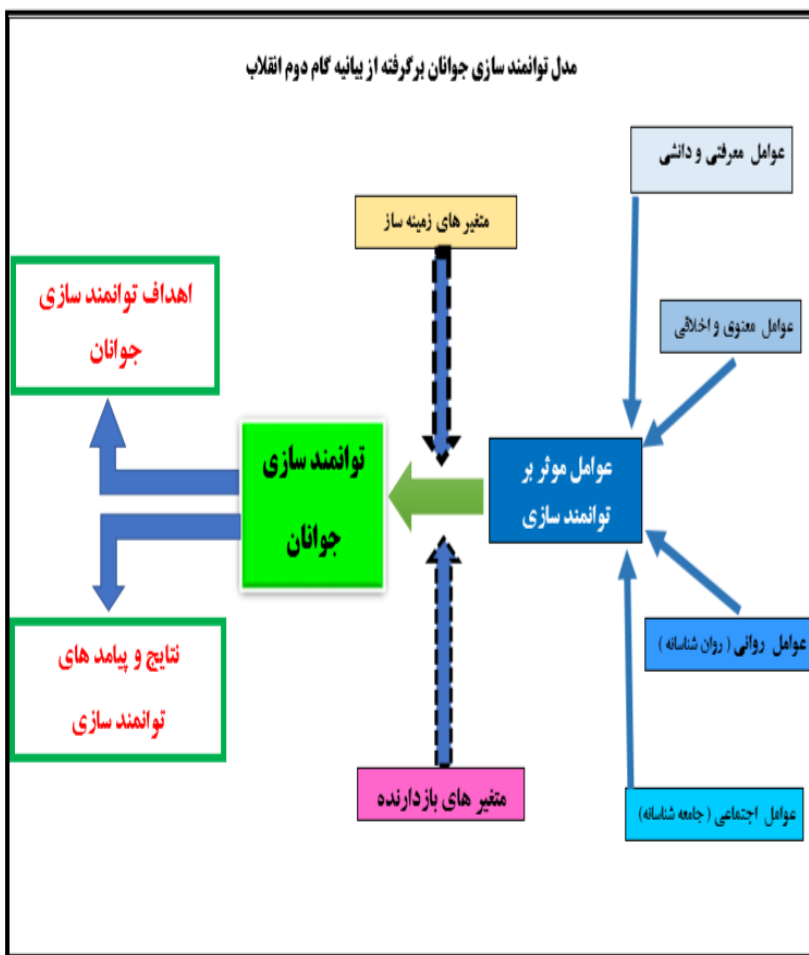 مدل توانمند سازی جوانان برگرفته از بیانیه گام دوم انقلاب
عوامل معرفتی و دانشی
متغیر های زمینه ساز
اهداف توانمند سازی
جوانان
عوامل معنوی و اخلاقی
توانمند سازی
جوانان
عوامل موثر بر
توانمند سازی
عوامل روانی ( روان شناسانه )
نتایج و پیامد های
توانمند سازی
متغیر های بازدارنده
عوامل اجتماعی ( جامعه شناسانه)